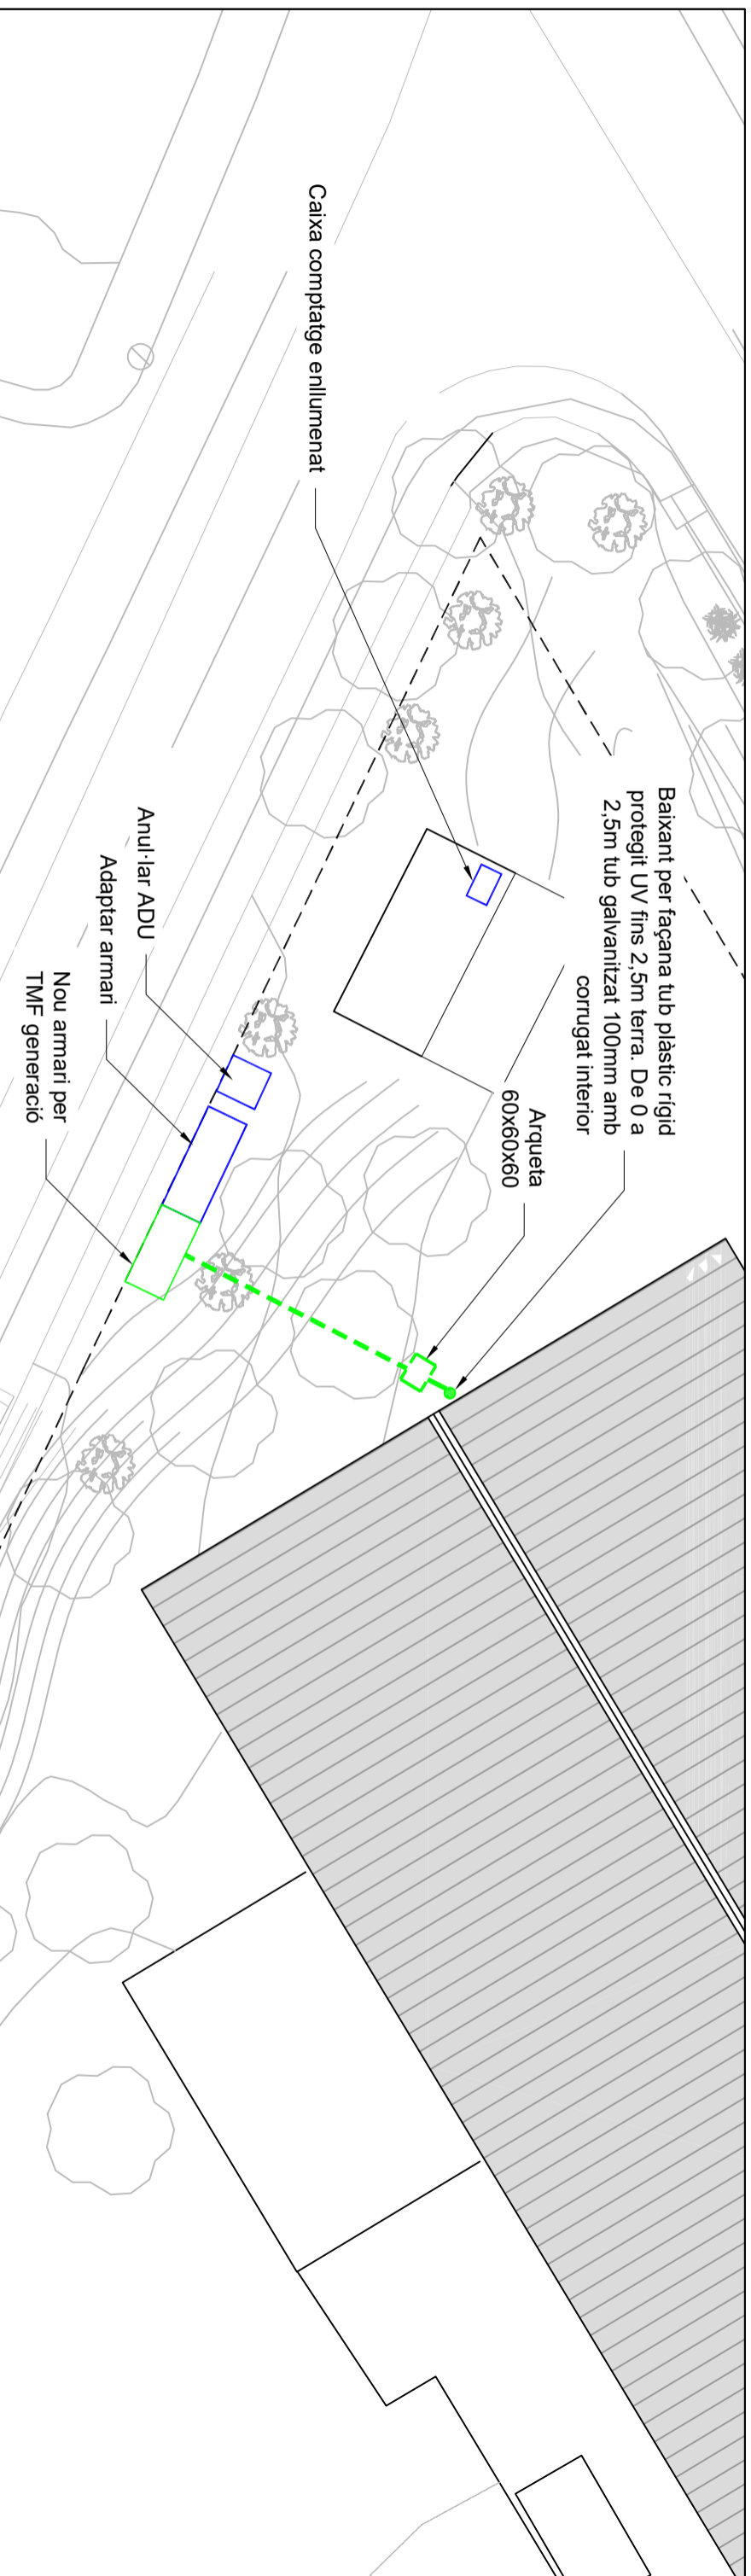 Caixa comptatge enllumenat
Baixant per façana tub plàstic rígid
protegit UV fins 2,5m terra. De 0 a
2,5m tub galvanitzat 100mm amb
corrugat interior
Arqueta
60x60x60
Anul·lar ADU
Adaptar armari
Nou armari per
TMF generació